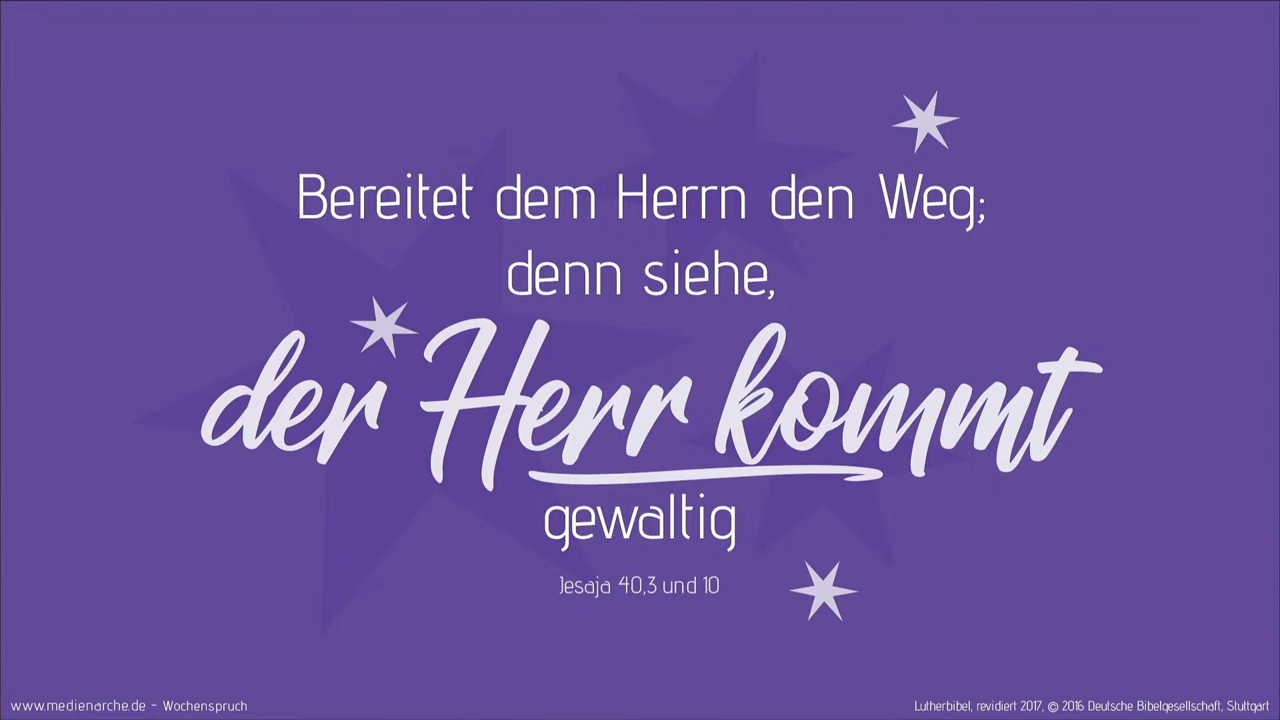 Bereitet dem Herrn den Weg;
denn siehe,
der Herr kommt
gewaltig
Jesaja 40,3 und 10
www.medienarche.de - Wochenspruch
Lutherbibel, revidiert 2017, © 2016 Deutsche Bibelgesellschaft, Stuttgart